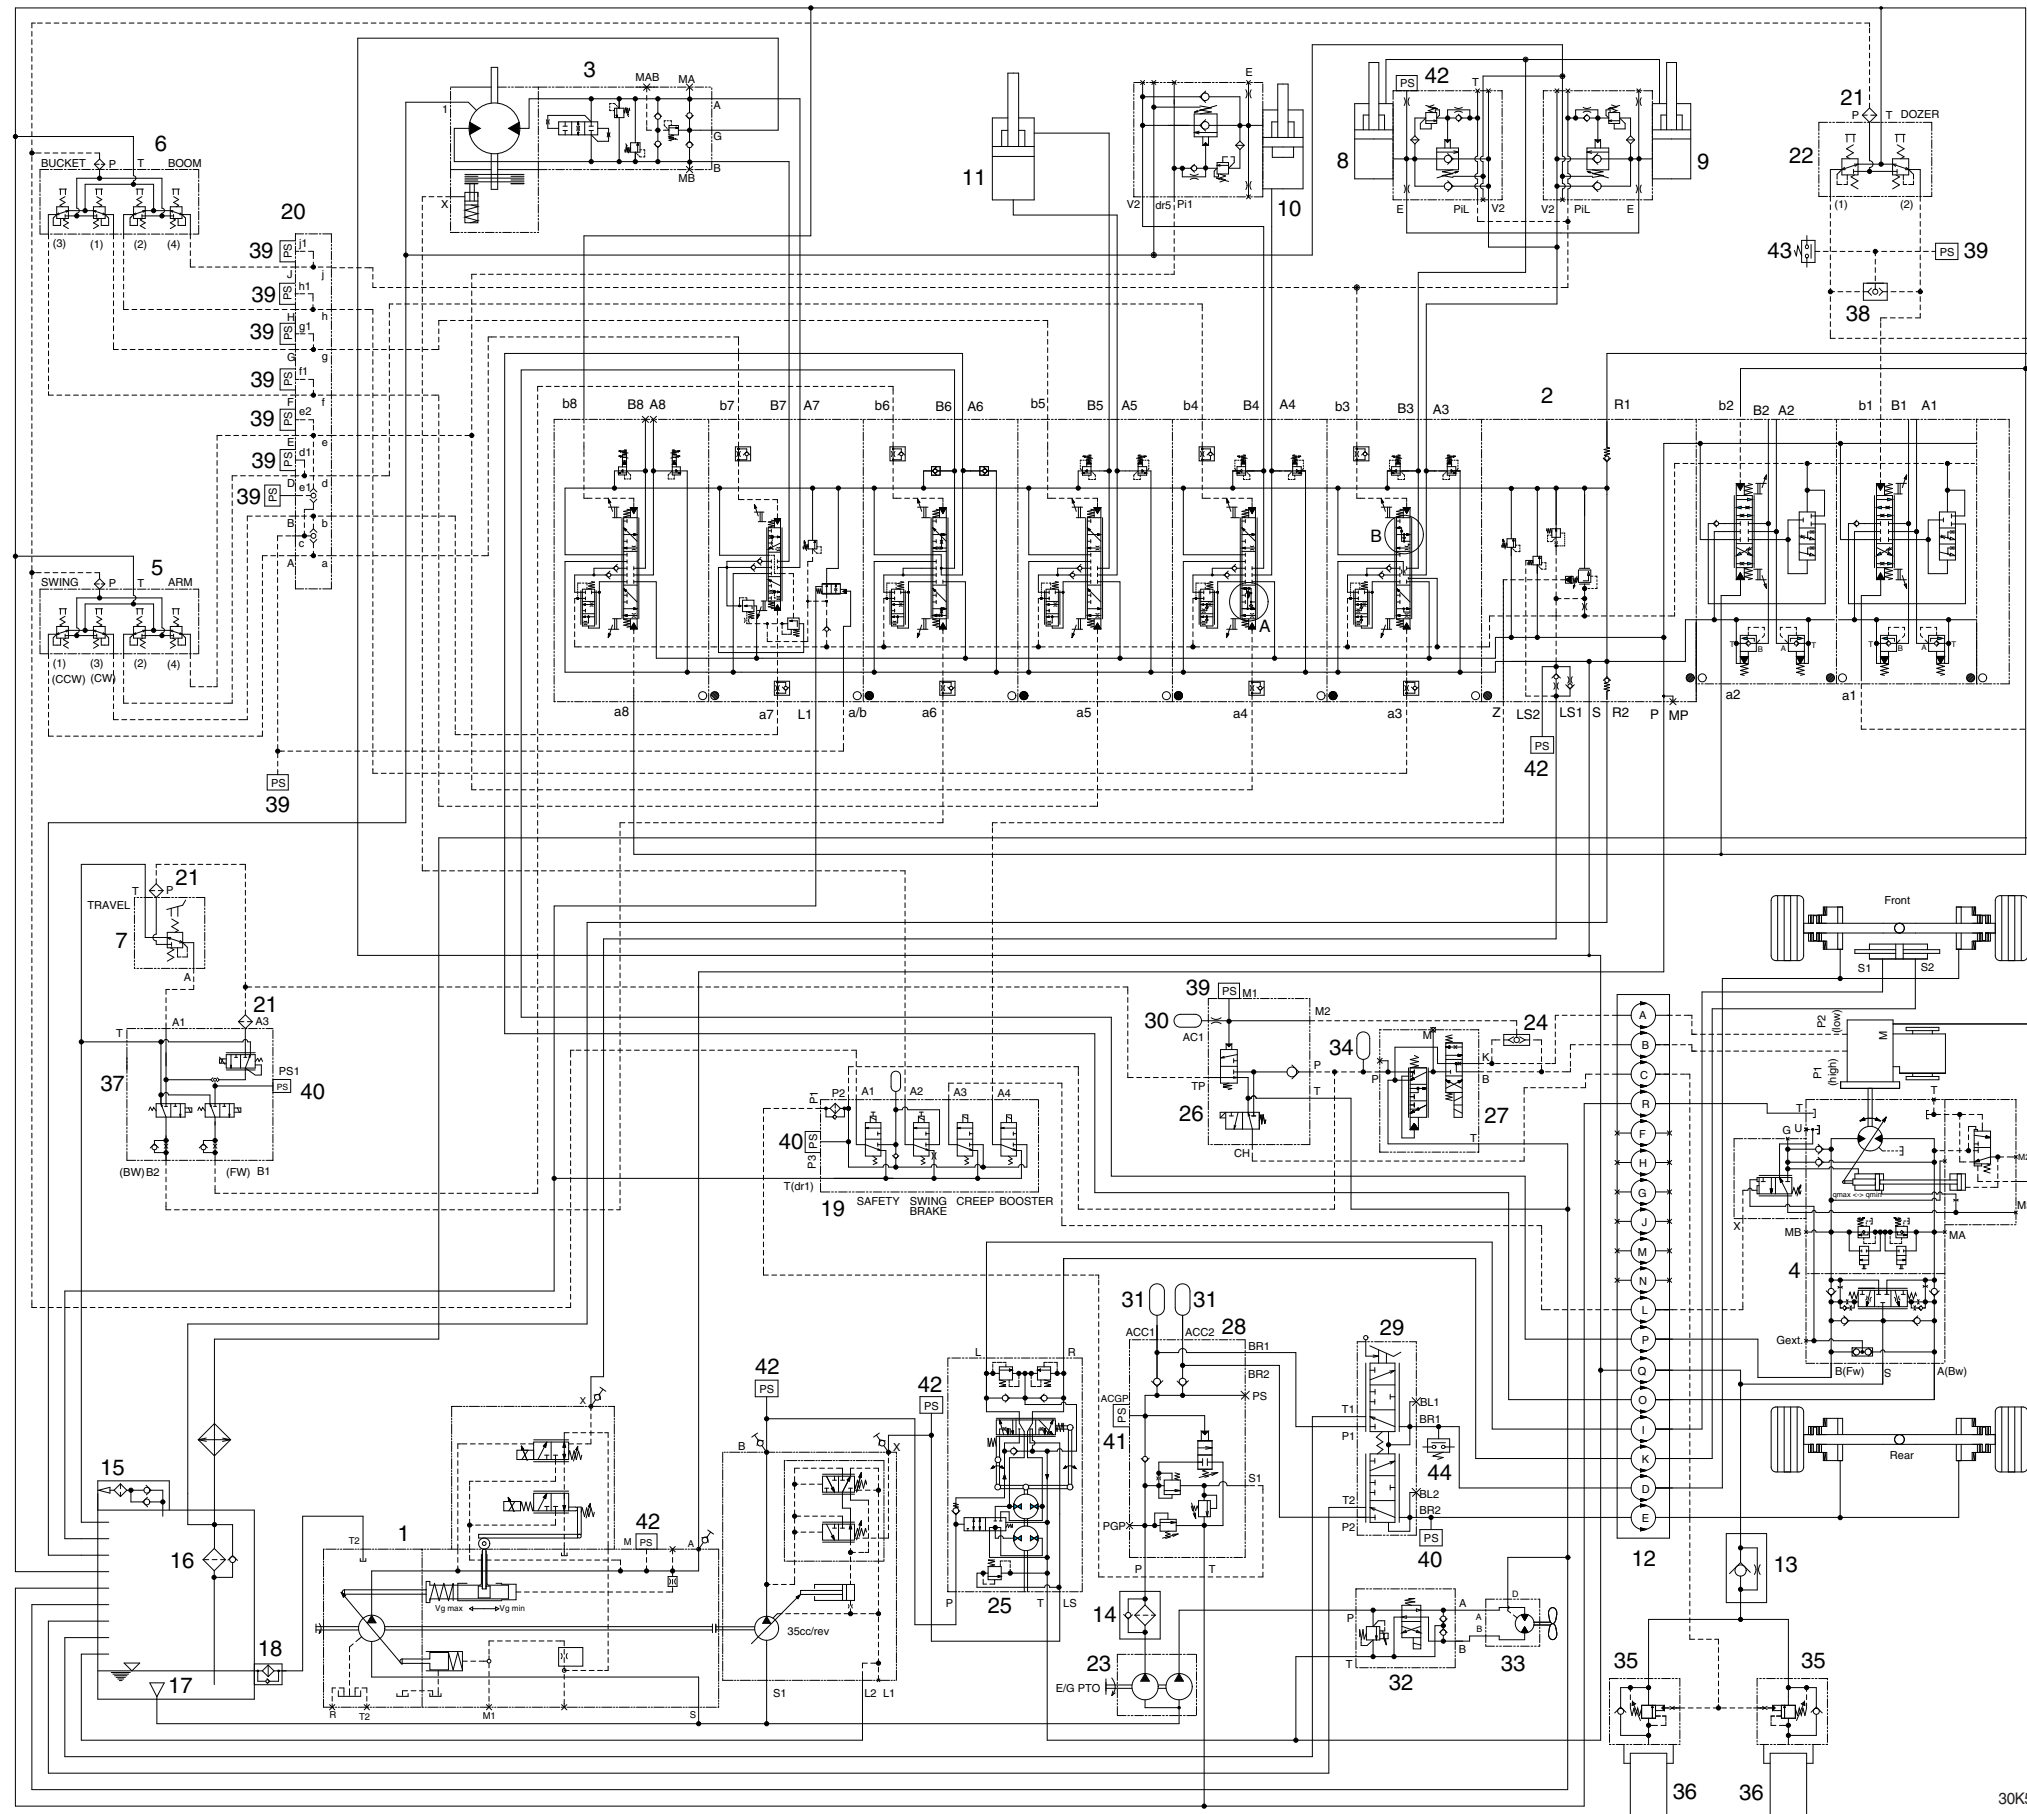 3
MAB MA
1 A
G
B
MB
X
6
BUCKET P T BOOM
(3) (1) (2) (4)
20
39 PS j1
J j
39 PS h1
H h
39 PS g1
G g
39 PS f1
F f
39 PS e2
E e
39 PS d1
D d
39 PS e1
B b
c
A a
5
SWING P T ARM
(1) (3) (2) (4)
(CCW) (CW)
PS
39
11
E
10
V2 dr5 Pi1
PS 42 T
8 9
E PiL V2
V2 PiL E
21
P T DOZER
22
(1) (2)
43 PS 39
38
2
b8 B8 A8 b7 B7 A7 b6 B6 A6 b5 B5 A5 b4 B4 A4 b3 B3 A3 R1 b2 B2 A2 b1 B1 A1
B
A
T B A T T B A T
a8 a7 L1 a/b a6 a5 a4 a3 Z LS2 LS1 S R2 P MP a2 a1
PS
42
21
T P
TRAVEL
7
A
21
T A1 A3
37
PS1
PS 40
(BW) B2 (FW) B1
P1 P2 A1 A2 A3 A4
40 PS
P3
T(dr1)
19
SAFETY SWING BRAKE CREEP BOOSTER
39 PS M1
30 M2
AC1
TP
P
T
26
CH
34
M
24
P
K
B
27
T
A
B
C
R
F
H
G
J
M
N
L
P
Q
O
I
K
D
E
12
Front
S1 S2
P2 (low)
M
P1 (high)
T
T
U
G
qmax <-> qmin
X
MB MA
4
Gext.
B(Fw) S A(Bw)
Rear
13
35 35
36 36
15
16
17
18
1
T2
X
M PS 42 A
Vg max <-> Vg min
R T2 M1 S
42
PS
B X
35cc/rev
S1 L2 L1
42
PS
L R
P 25 T LS
31 31
ACC1 ACC2 28
BR1
BR2
PS
ACGP
PS
41
S1
PGP
P T
14
23
E/G PTO
29
T1
P1
BL1
BR1
44
T2
P2
BL2
BR2
PS
40
P A
T B
32
A
B
D
33
30K5